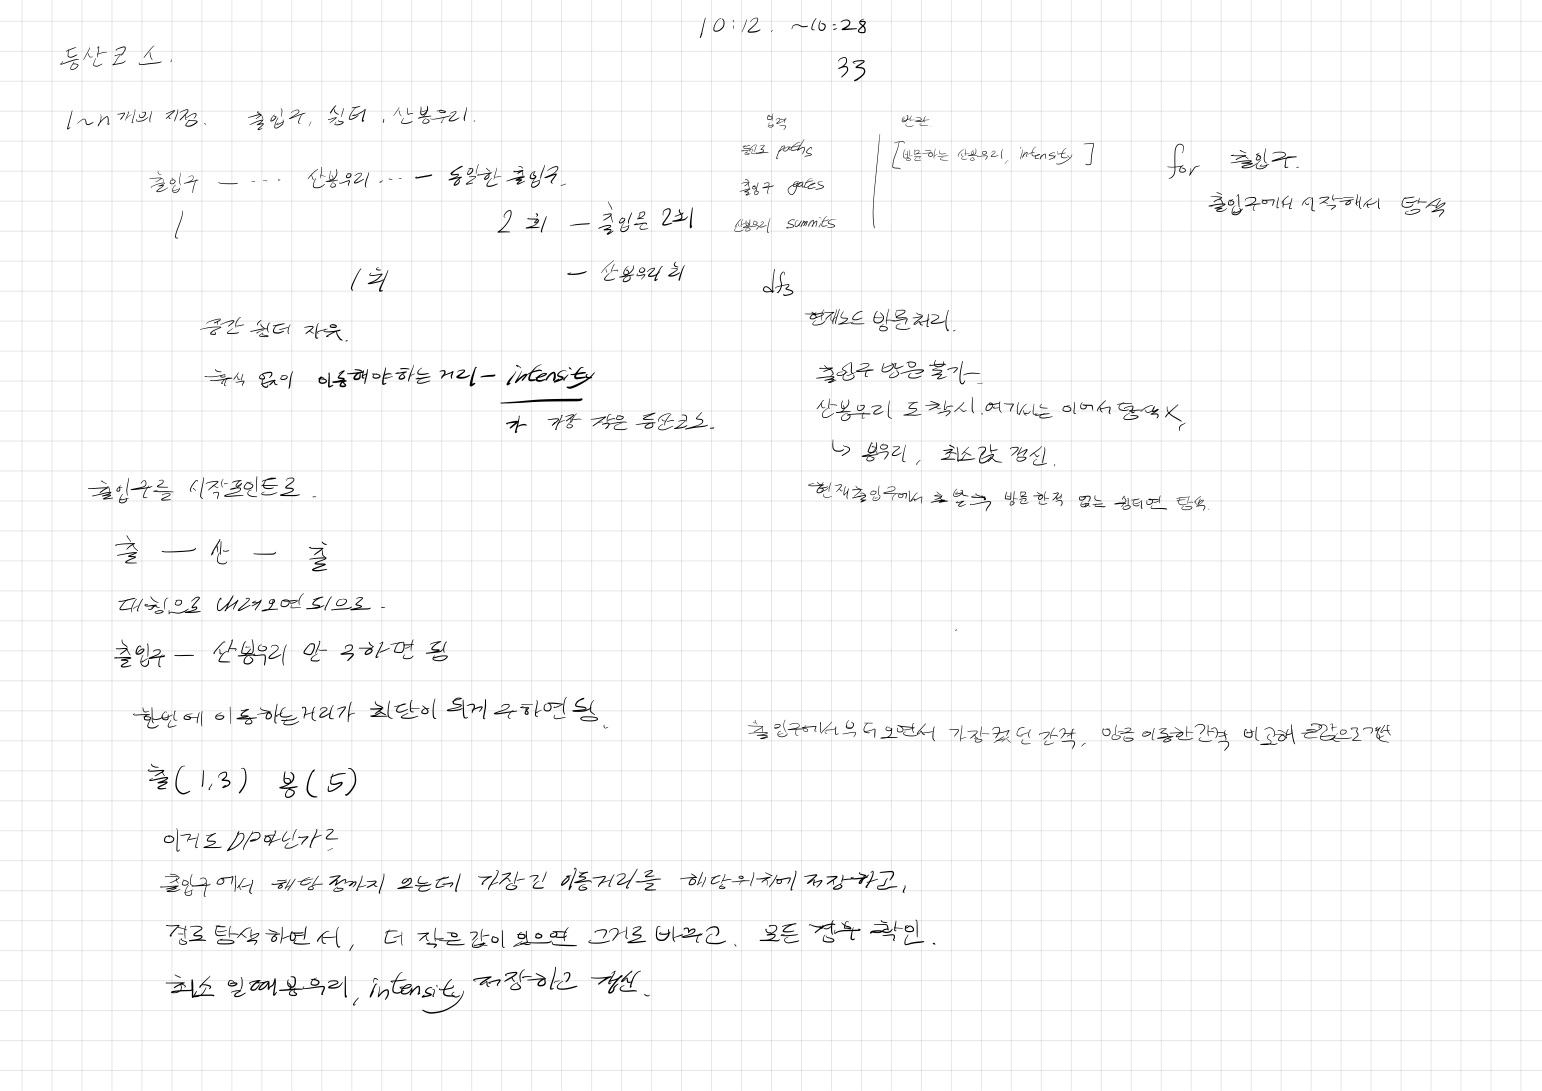 10:12. ~10:28
33
등산코스.
1~n개의 지점. 출입구, 쉼터, 산봉우리.
출입구 — ··· 산봉우리 ··· — 동일한 출입구.
1
2회 — 출입문 2회
1회
— 산봉우리 회
중간 쉼터 자유.
휴식 없이 이동해야하는 거리 — intensity
가 가장 작은 등산코스.
출입구를 시작포인트로.
출 — 산 — 출
대칭으로 내려오면 되므로.
출입구 — 산봉우리 만 구하면 됨
한번에 이동하는거리가 최단이 되게 구하면 됨.
출(1,3) 봉(5)
이거도 DP아닌가?
출입구에서 해당 점까지 오는데 가장 긴 이동거리를 해당위치에 저장하고,
경로 탐색하면서, 더 작은 값이 있으면 그거로 바꾸고. 모든 경우 확인.
최소 일때 봉우리, intensity 저장하고 갱신.
입력
등산로 paths
출입구 gates
산봉우리 summits
반환
[방문하는 산봉우리, intensity]
for 출입구.
출입구에서 시작해서 탐색
dfs
현재노드 방문처리.
출입구 방문 불가
산봉우리 도착시. 여기서는 이어서 탐색X,
↳ 봉우리, 최소값 갱신.
현재출입구에서 출발후 방문한적 없는 쉼터면 탐색.
출입구에서부터 오면서 가장 컸던 간격, 방금 이동한간격 비교해 큰값으로갱신